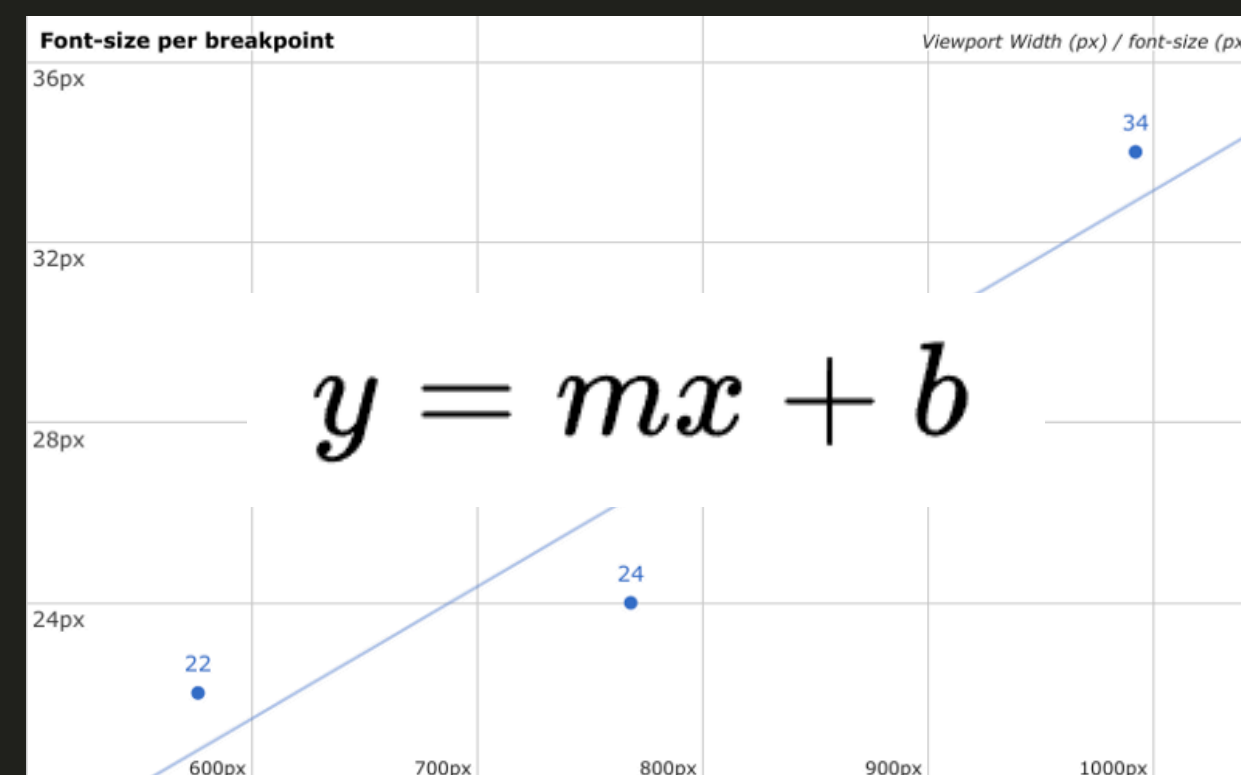 Font-size per breakpoint
Viewport Width (px) / font-size (px
36px
34
32px
y = mx + b
28px
24
24px
22
600px 700px 800px 900px 1000px